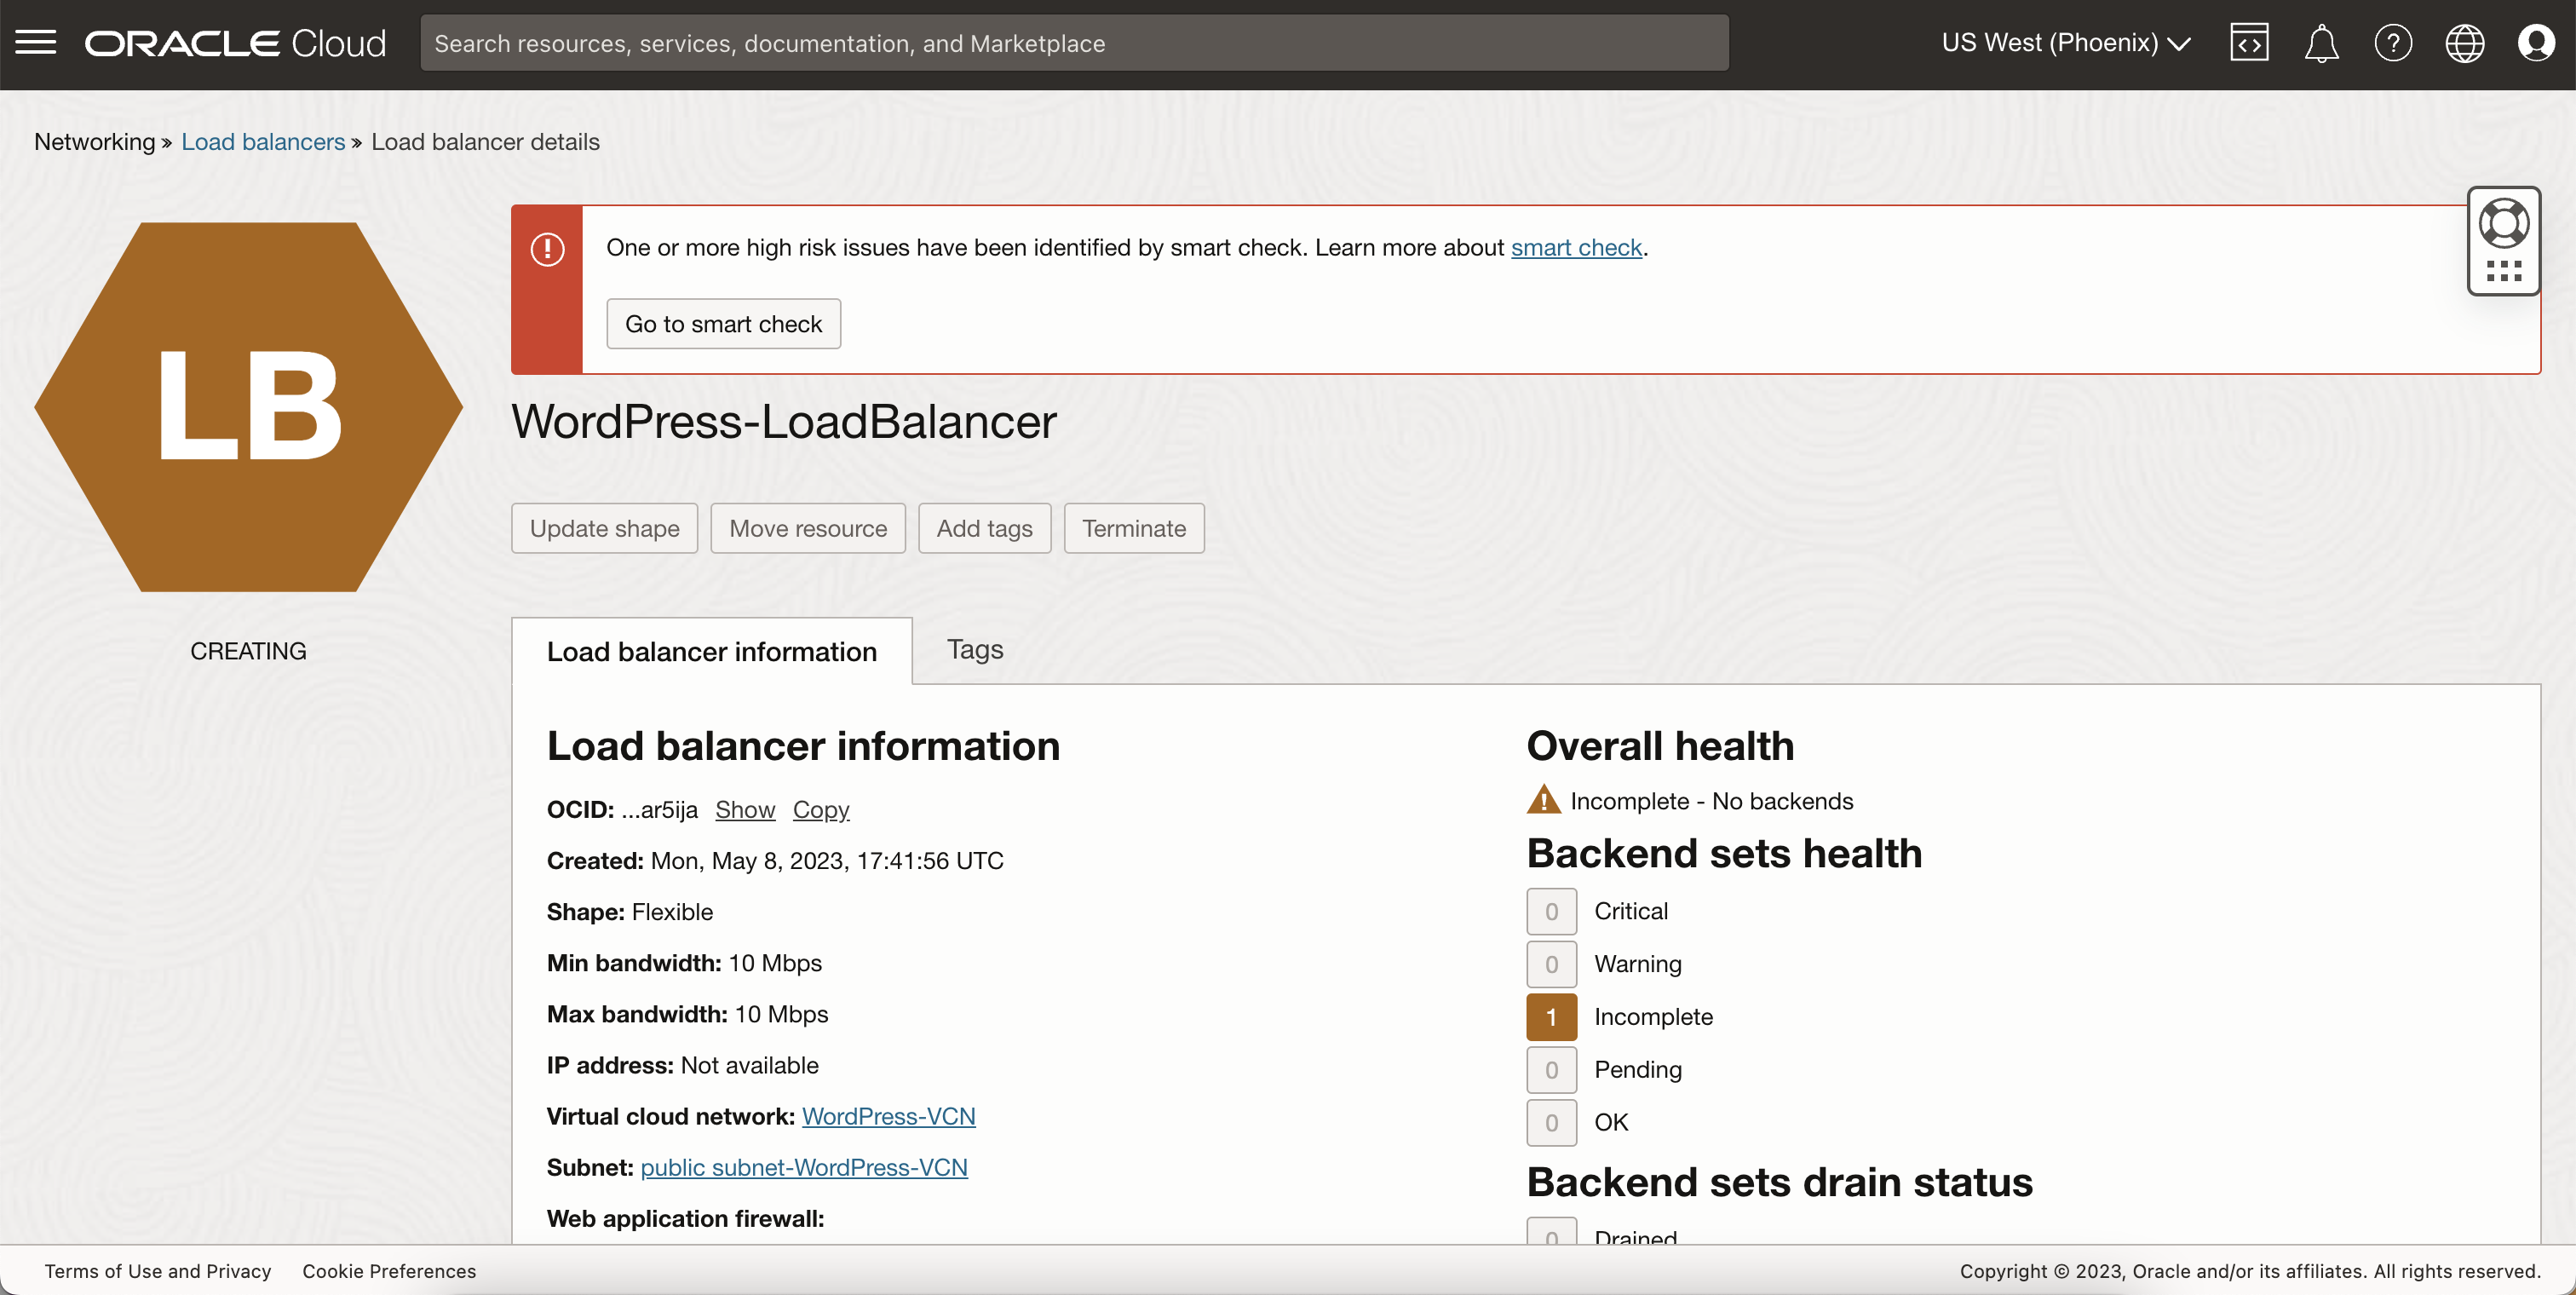 ORACLE Cloud
Search resources, services, documentation, and Marketplace
US West (Phoenix)
Networking » Load balancers » Load balancer details
LB
CREATING
One or more high risk issues have been identified by smart check. Learn more about smart check.
Go to smart check
WordPress-LoadBalancer
Update shape
Move resource
Add tags
Terminate
Load balancer information
Tags
Load balancer information
OCID: ...ar5ija Show Copy
Created: Mon, May 8, 2023, 17:41:56 UTC
Shape: Flexible
Min bandwidth: 10 Mbps
Max bandwidth: 10 Mbps
IP address: Not available
Virtual cloud network: WordPress-VCN
Subnet: public subnet-WordPress-VCN
Web application firewall:
Overall health
Incomplete - No backends
Backend sets health
0 Critical
0 Warning
1 Incomplete
0 Pending
0 OK
Backend sets drain status
0 Drained
Terms of Use and Privacy
Cookie Preferences
Copyright © 2023, Oracle and/or its affiliates. All rights reserved.